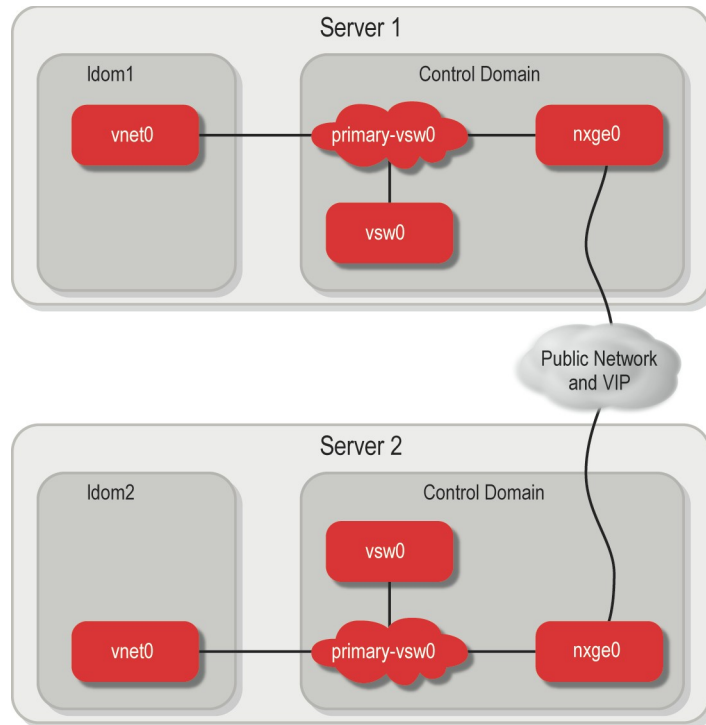 Server 1
ldom1
Control Domain
vnet0
primary-vsw0
nxge0
vsw0
Public Network
and VIP
Server 2
ldom2
Control Domain
vsw0
vnet0
primary-vsw0
nxge0